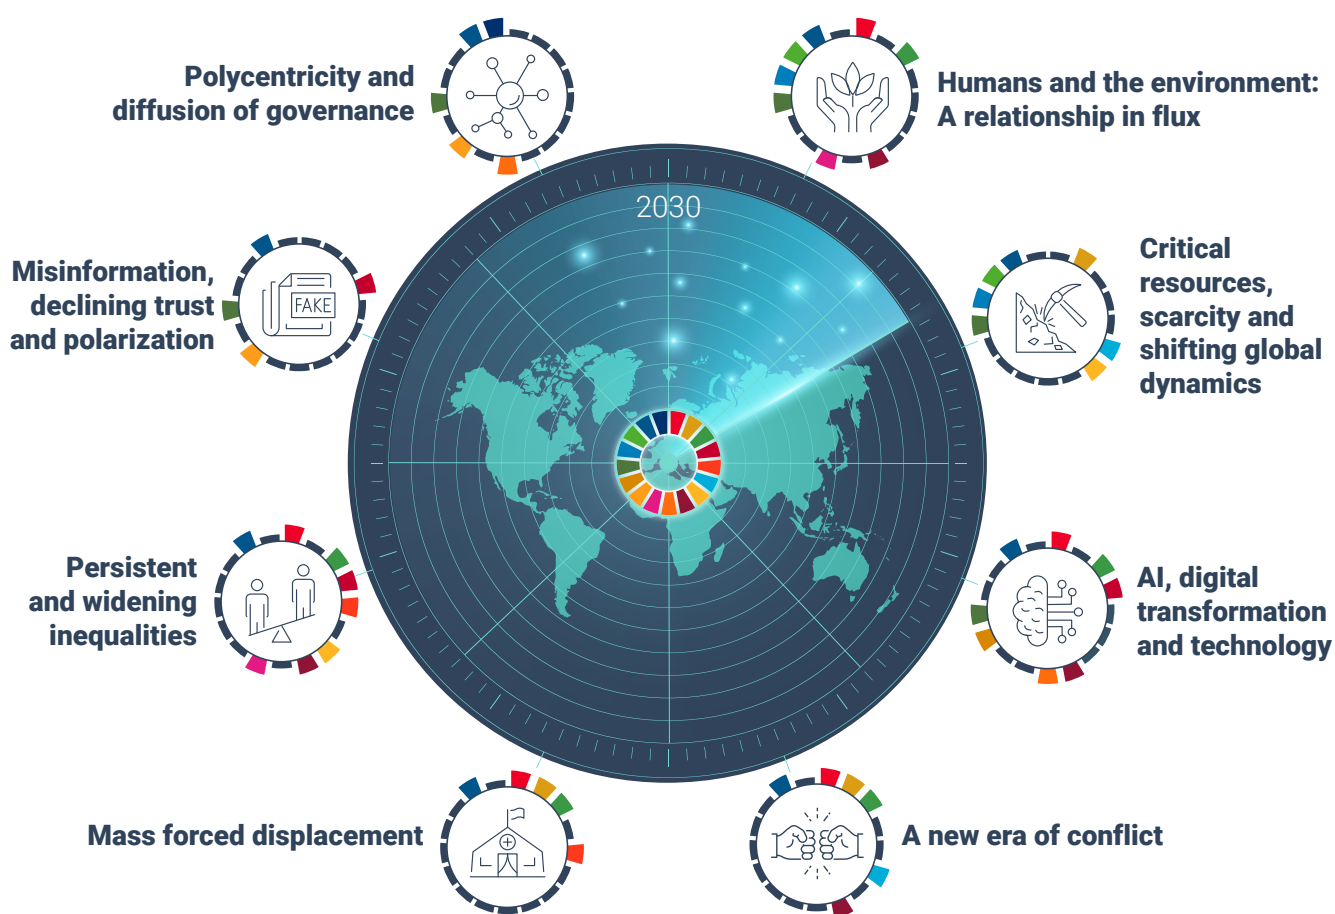 Polycentricity and
diffusion of governance
Humans and the environment:
A relationship in flux
2030
Misinformation,
declining trust
and polarization
FAKE
Critical
resources,
scarcity and
shifting global
dynamics
Persistent
and widening
inequalities
AI, digital
transformation
and technology
Mass forced displacement
A new era of conflict